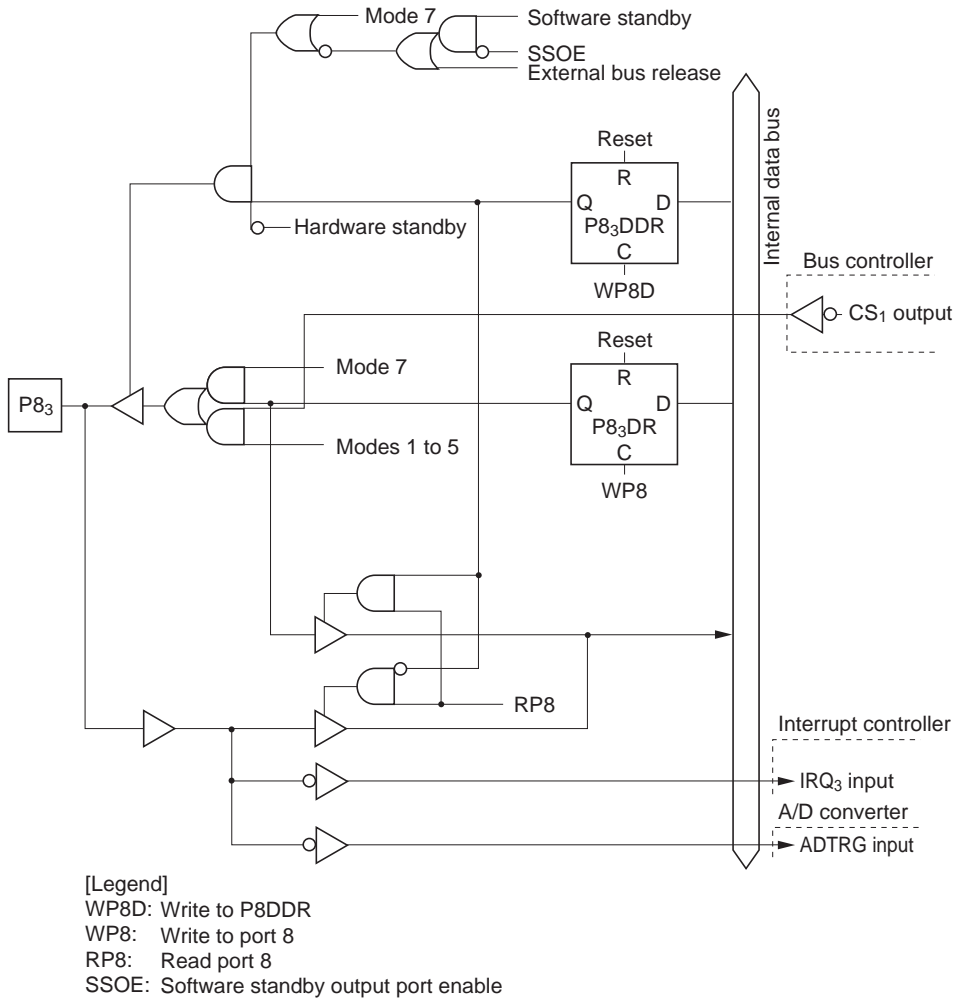 Mode 7
Software standby
SSOE
External bus release
Internal data bus
Reset
R
Q D
P8₃DDR
C
WP8D
Hardware standby
Bus controller
CS₁ output
Reset
R
Q D
P8₃DR
C
WP8
Mode 7
P8₃
Modes 1 to 5
RP8
Interrupt controller
IRQ₃ input
A/D converter
ADTRG input
[Legend]
WP8D: Write to P8DDR
WP8: Write to port 8
RP8: Read port 8
SSOE: Software standby output port enable